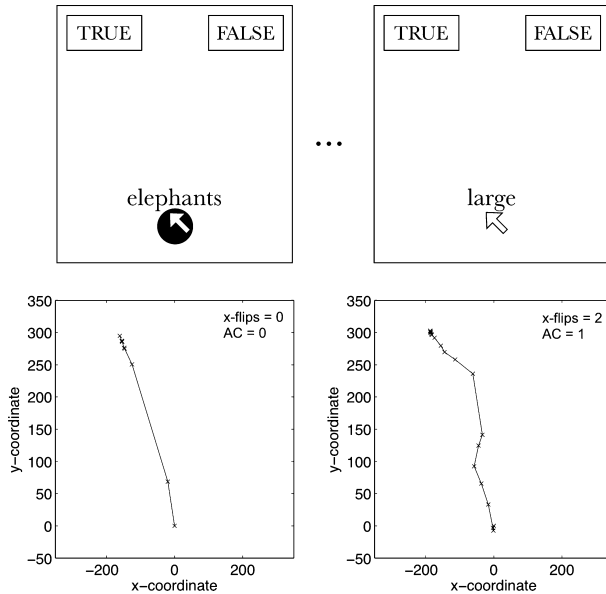 TRUE FALSE
elephants
...
TRUE FALSE
large
350
300
250
200
150
100
50
0
−50
y−coordinate
x-flips = 0
AC = 0
−200 0 200
x−coordinate
350
300
250
200
150
100
50
0
−50
y−coordinate
x-flips = 2
AC = 1
−200 0 200
x−coordinate